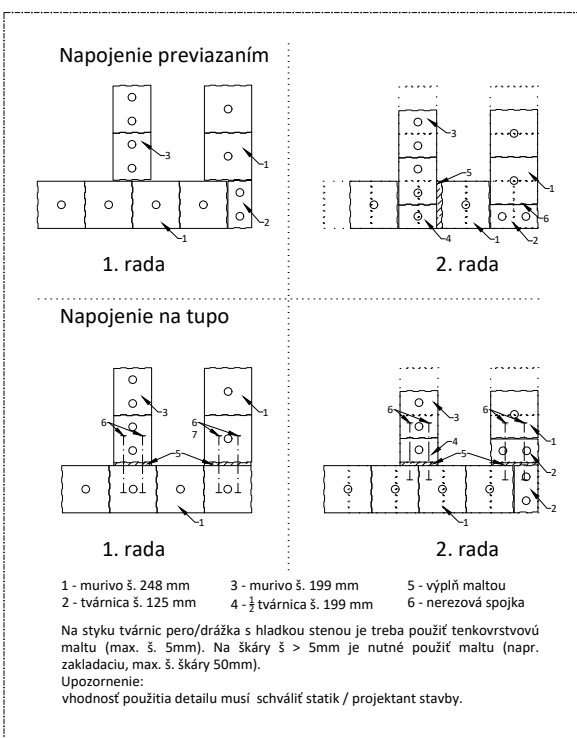 Napojenie previazaním
3
1
2
1
1. rada
3
5
1
6
4
1
2
2. rada
Napojenie na tupo
6
3
6
7
1
5
1
1. rada
6
3
6
4
1
5
2
2
1
2. rada
1 - murivo š. 248 mm
3 - murivo š. 199 mm
5 - výplň maltou
2 - tvárnica š. 125 mm
4 - ½ tvárnica š. 199 mm
6 - nerezová spojka
Na styku tvárnic pero/drážka s hladkou stenou je treba použiť tenkovrstvovú
maltu (max. š. 5mm). Na škáry š > 5mm je nutné použiť maltu (napr.
zakladaciu, max. š. škáry 50mm).
Upozornenie:
vhodnosť použitia detailu musí schváliť statik / projektant stavby.